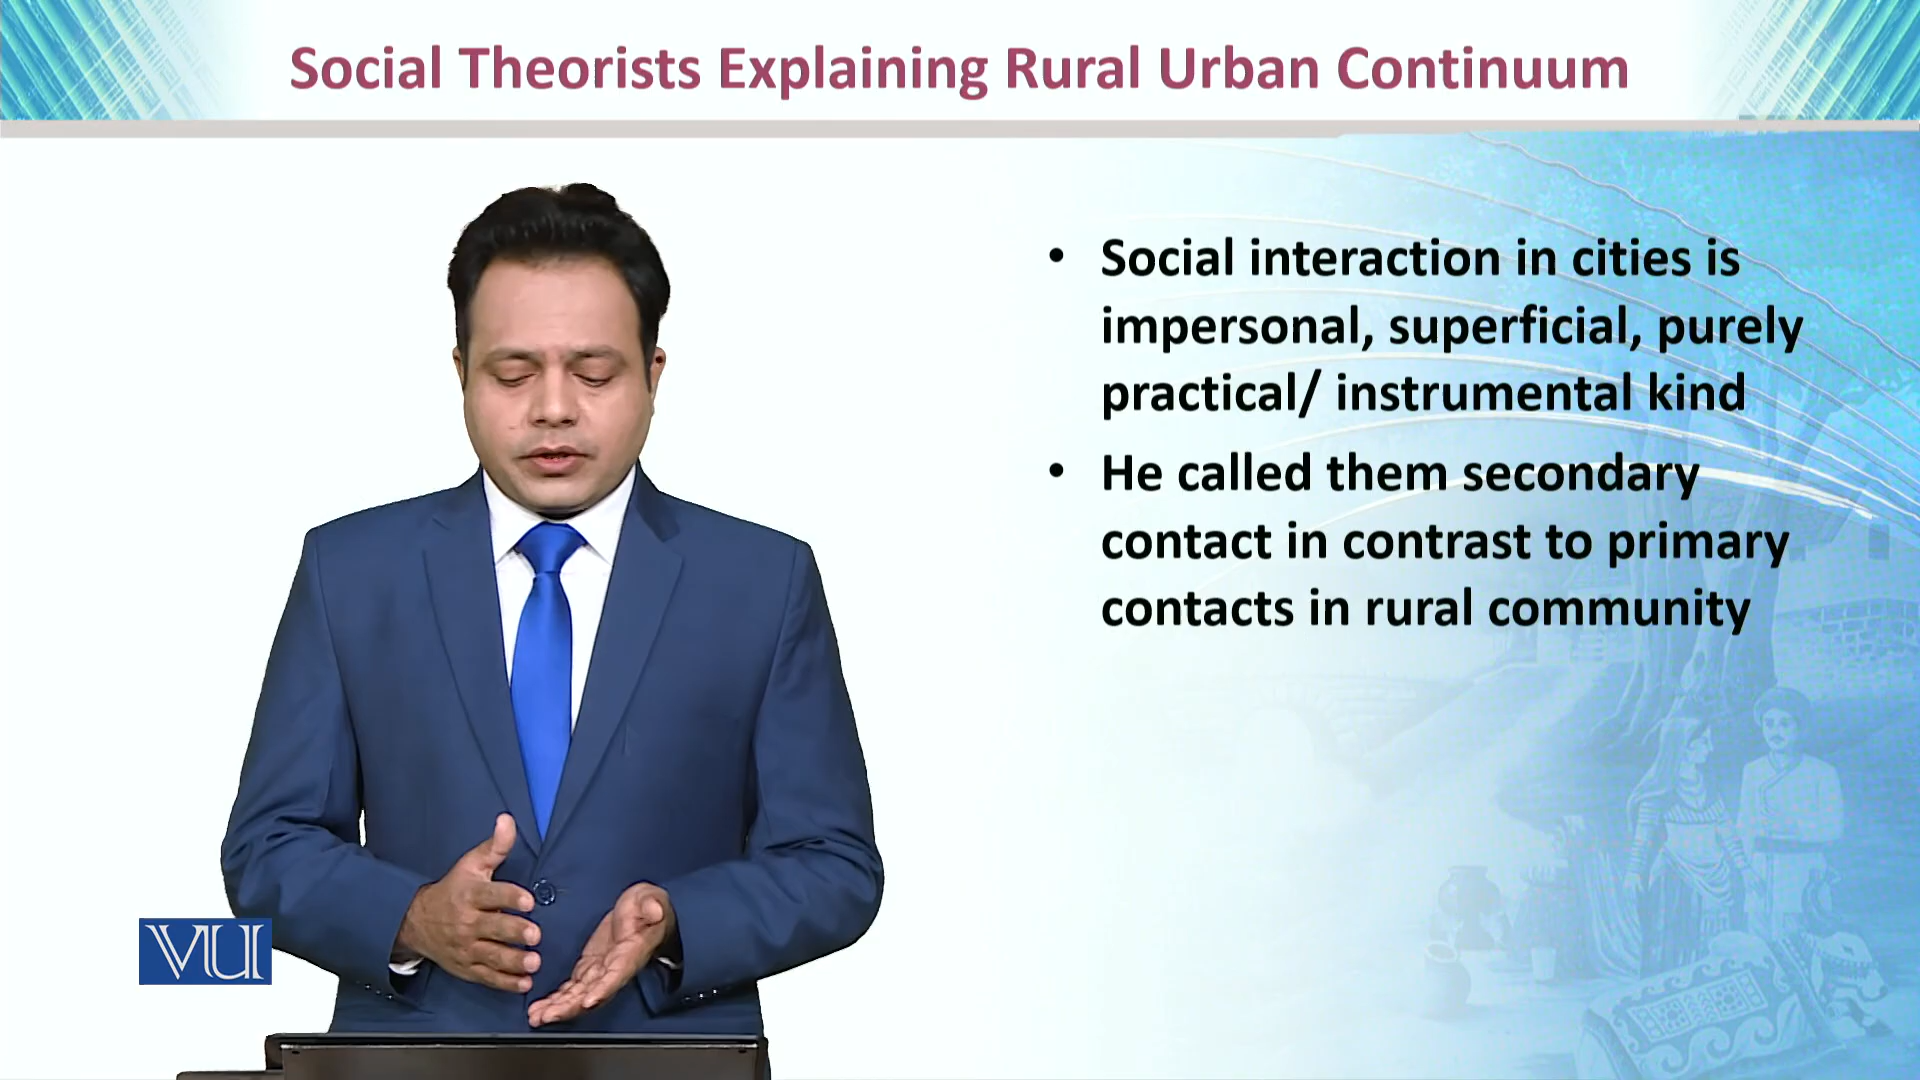 Social Theorists Explaining Rural Urban Continuum
• Social interaction in cities is
impersonal, superficial, purely
practical/ instrumental kind
• He called them secondary
contact in contrast to primary
contacts in rural community
VU